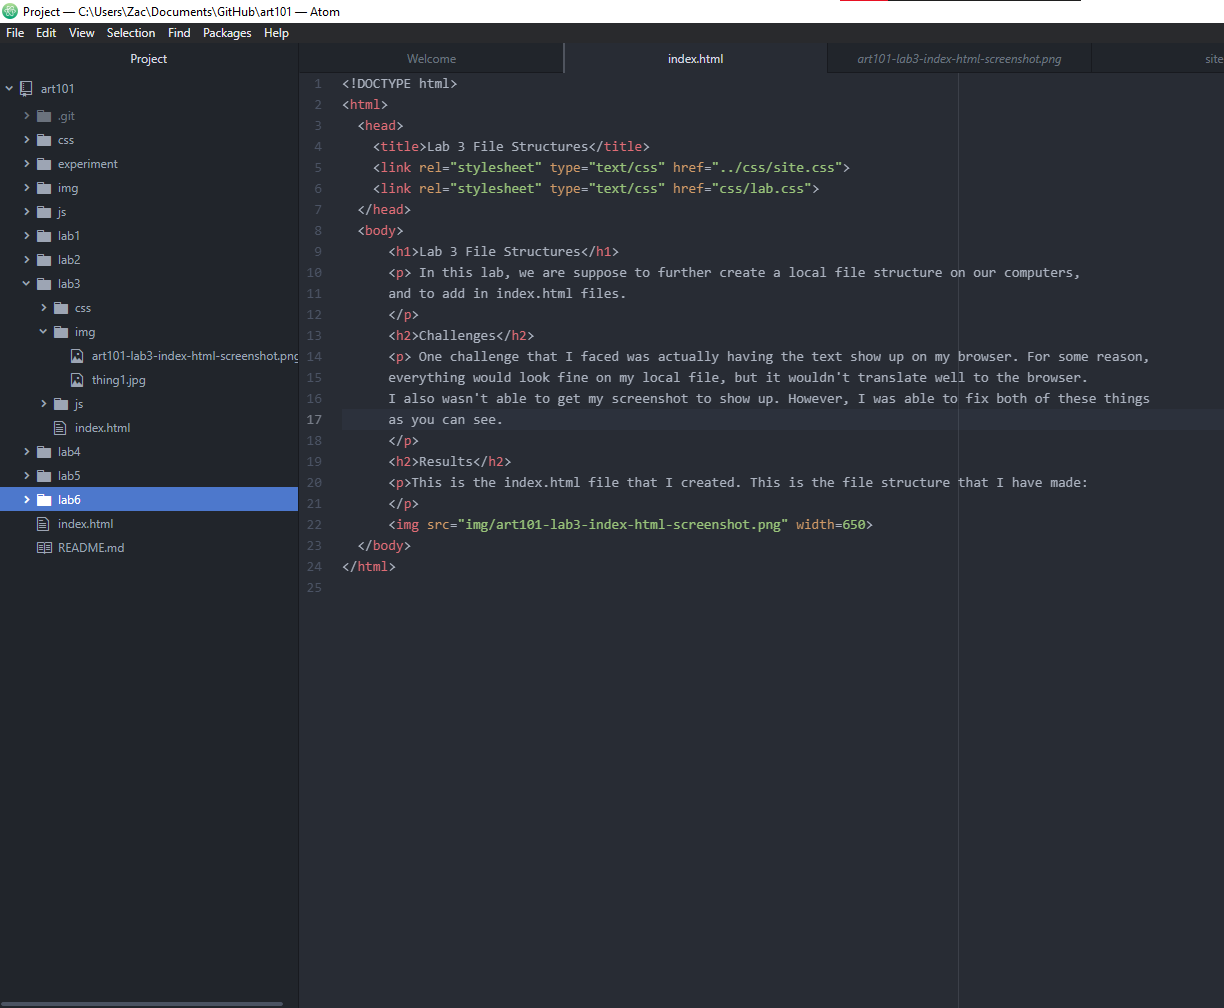 Project — C:\Users\Zac\Documents\GitHub\art101 — Atom
File Edit View Selection Find Packages Help
Project
Welcome
index.html
art101-lab3-index-html-screenshot.png
site
art101
.git
css
experiment
img
js
lab1
lab2
lab3
css
img
art101-lab3-index-html-screenshot.png
thing1.jpg
js
index.html
lab4
lab5
lab6
index.html
README.md
1 <!DOCTYPE html>
2 <html>
3 <head>
4 <title>Lab 3 File Structures</title>
5 <link rel="stylesheet" type="text/css" href="../css/site.css">
6 <link rel="stylesheet" type="text/css" href="css/lab.css">
7 </head>
8 <body>
9 <h1>Lab 3 File Structures</h1>
10 <p> In this lab, we are suppose to further create a local file structure on our computers,
11 and to add in index.html files.
12 </p>
13 <h2>Challenges</h2>
14 <p> One challenge that I faced was actually having the text show up on my browser. For some reason,
15 everything would look fine on my local file, but it wouldn't translate well to the browser.
16 I also wasn't able to get my screenshot to show up. However, I was able to fix both of these things
17 as you can see.
18 </p>
19 <h2>Results</h2>
20 <p>This is the index.html file that I created. This is the file structure that I have made:
21 </p>
22 <img src="img/art101-lab3-index-html-screenshot.png" width=650>
23 </body>
24 </html>
25